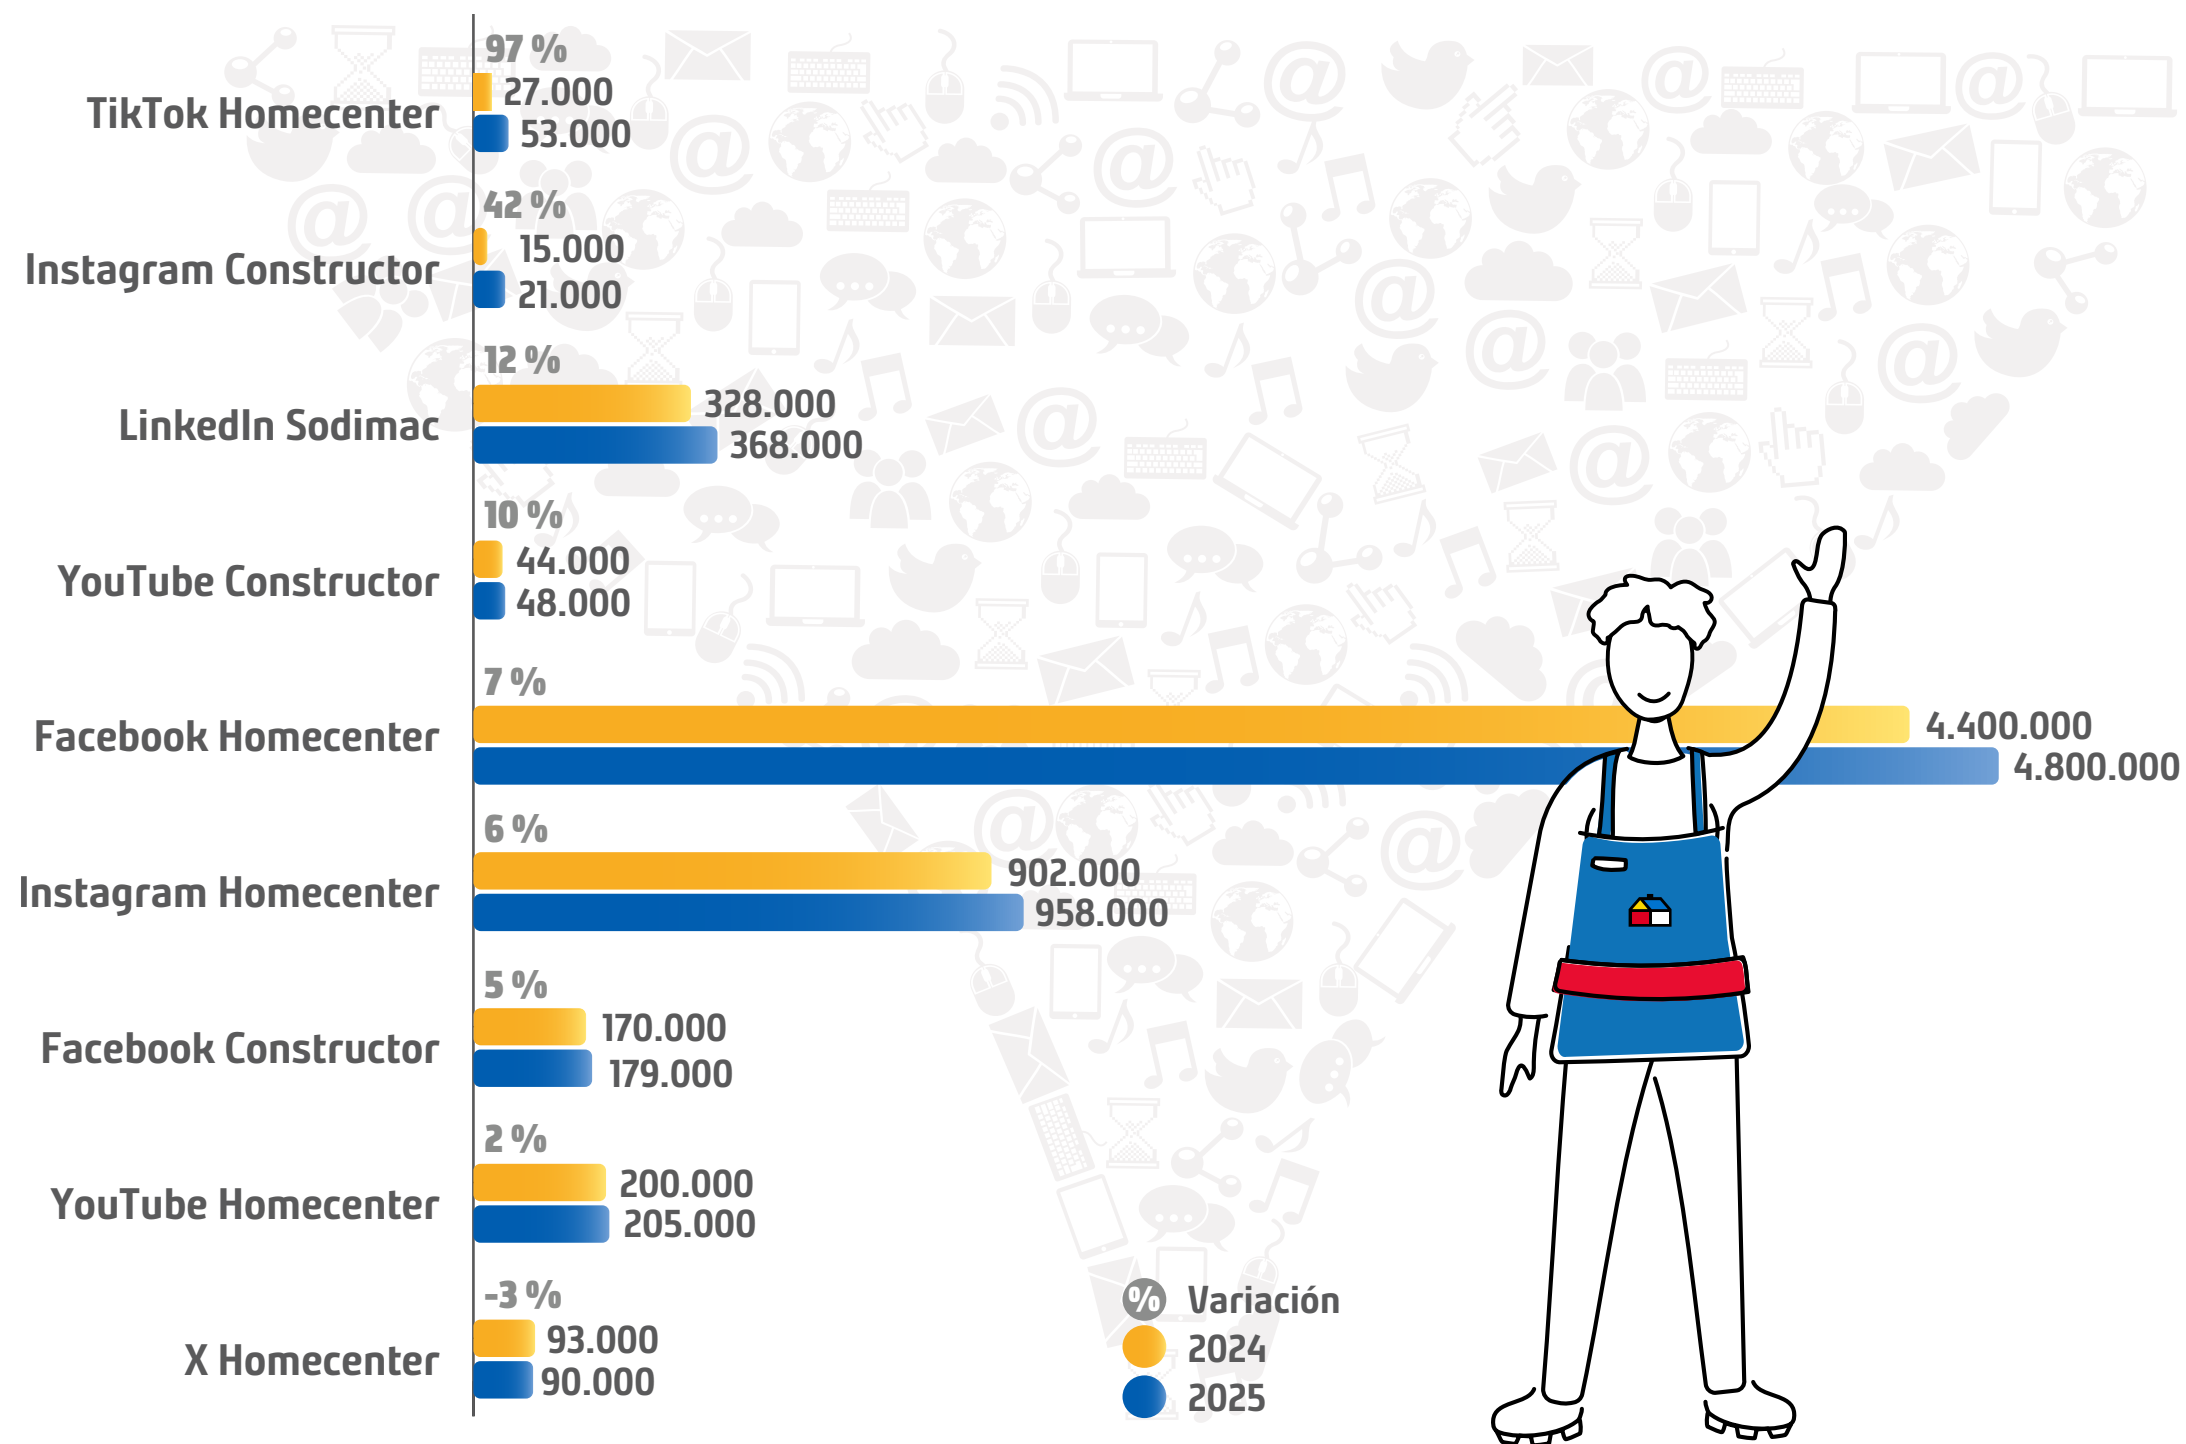 97 %
TikTok Homecenter
27.000
53.000
42 %
Instagram Constructor
15.000
21.000
12 %
LinkedIn Sodimac
328.000
368.000
10 %
YouTube Constructor
44.000
48.000
7 %
Facebook Homecenter
4.400.000
4.800.000
6 %
Instagram Homecenter
902.000
958.000
5 %
Facebook Constructor
170.000
179.000
2 %
YouTube Homecenter
200.000
205.000
-3 %
X Homecenter
93.000
90.000
% Variación
2024
2025